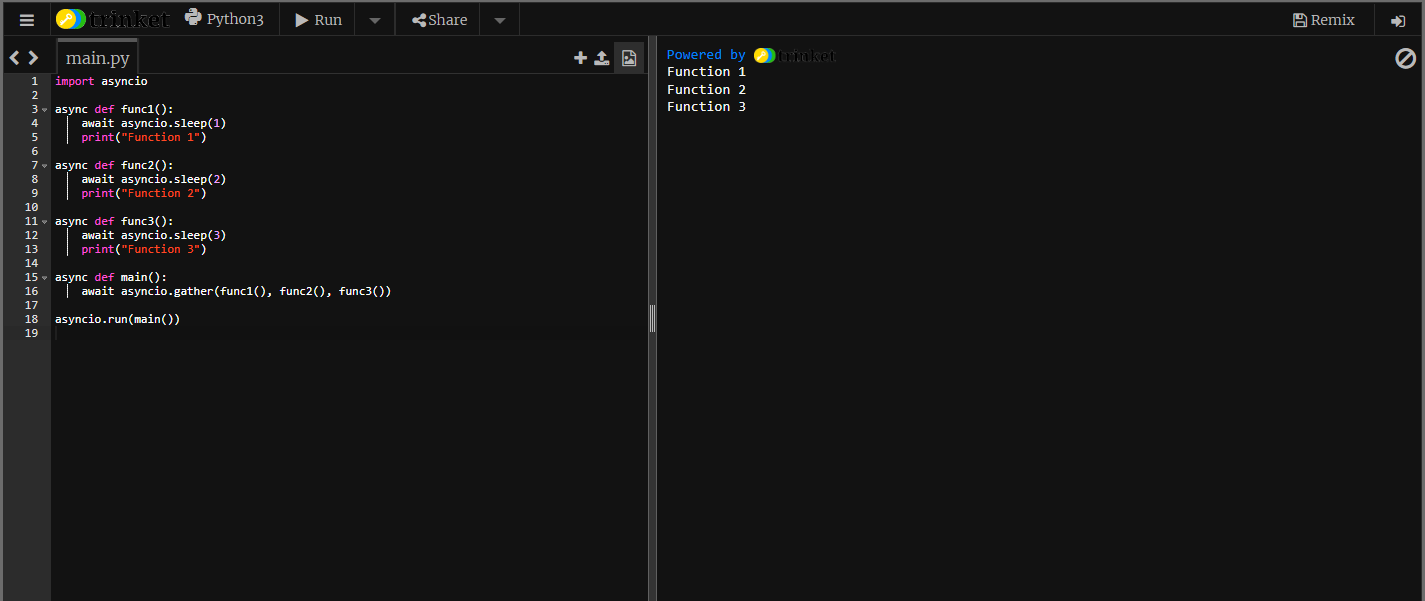 trinket Python3 Run Share Remix
main.py
1 import asyncio
2
3 async def func1():
4 await asyncio.sleep(1)
5 print("Function 1")
6
7 async def func2():
8 await asyncio.sleep(2)
9 print("Function 2")
10
11 async def func3():
12 await asyncio.sleep(3)
13 print("Function 3")
14
15 async def main():
16 await asyncio.gather(func1(), func2(), func3())
17
18 asyncio.run(main())
19
Powered by trinket
Function 1
Function 2
Function 3